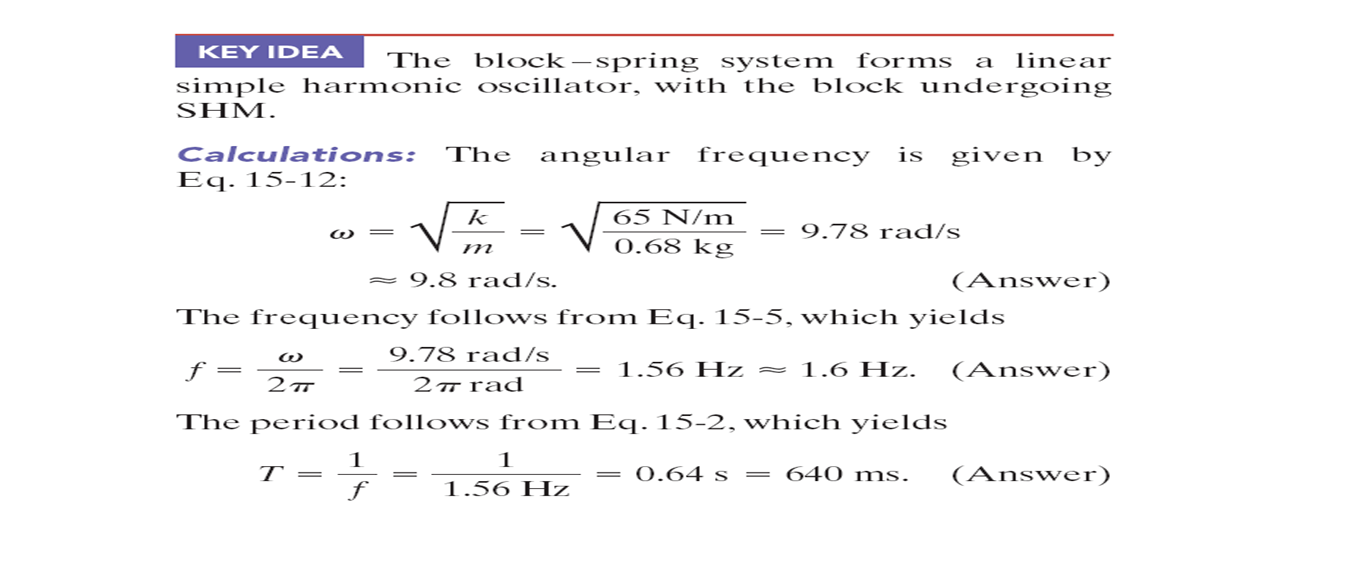 KEY IDEA The block–spring system forms a linear
simple harmonic oscillator, with the block undergoing
SHM.
Calculations: The angular frequency is given by
Eq. 15-12:
ω = √(k/m) = √(65 N/m / 0.68 kg) = 9.78 rad/s
≈ 9.8 rad/s. (Answer)
The frequency follows from Eq. 15-5, which yields
f = ω/2π = 9.78 rad/s / 2π rad = 1.56 Hz ≈ 1.6 Hz. (Answer)
The period follows from Eq. 15-2, which yields
T = 1/f = 1/1.56 Hz = 0.64 s = 640 ms. (Answer)